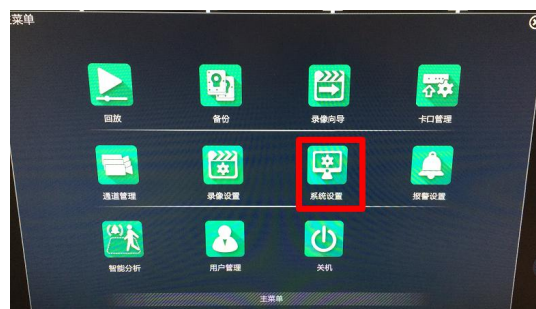 主菜单
回放 备份 录像向导 卡口管理
通道管理 录像设置 系统设置 报警设置
智能分析 用户管理 关机
主菜单